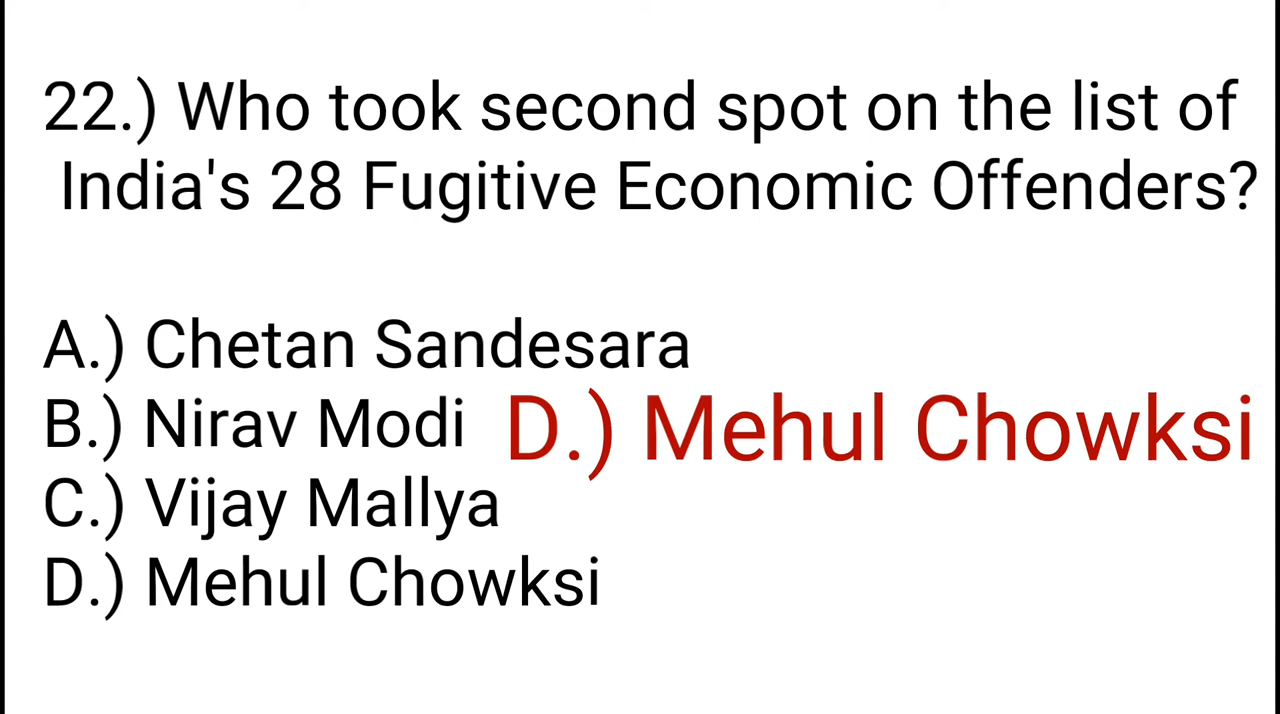 22.) Who took second spot on the list of
India's 28 Fugitive Economic Offenders?
A.) Chetan Sandesara
B.) Nirav Modi
D.) Mehul Chowksi
C.) Vijay Mallya
D.) Mehul Chowksi